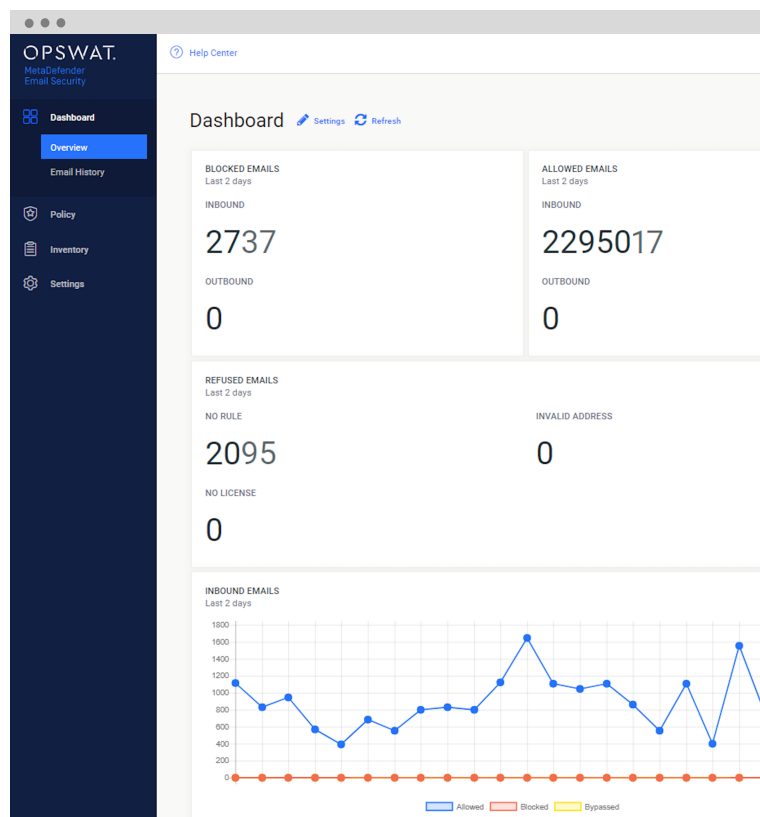 OPSWAT.
MetaDefender
Email Security
Help Center
Dashboard
Overview
Email History
Policy
Inventory
Settings
Dashboard
Settings
Refresh
BLOCKED EMAILS
Last 2 days
INBOUND
2737
OUTBOUND
0
ALLOWED EMAILS
Last 2 days
INBOUND
2295017
OUTBOUND
0
REFUSED EMAILS
Last 2 days
NO RULE
2095
INVALID ADDRESS
0
NO LICENSE
0
INBOUND EMAILS
Last 2 days
1800
1600
1400
1200
1000
800
600
400
200
0
Allowed
Blocked
Bypassed